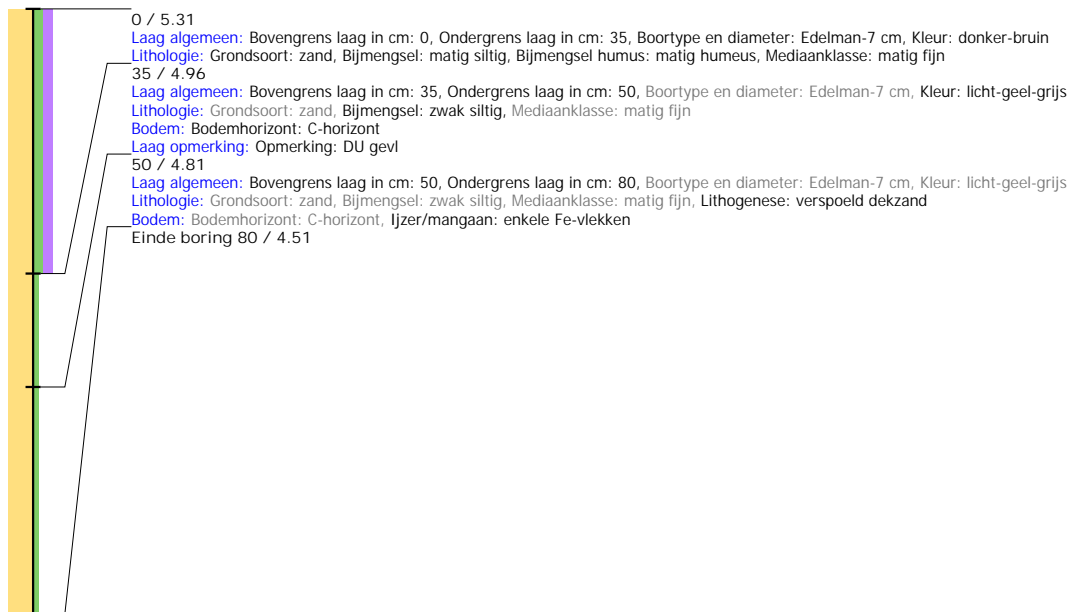 0 / 5.31
Laag algemeen: Bovengrens laag in cm: 0, Ondergrens laag in cm: 35, Boortype en diameter: Edelman-7 cm, Kleur: donker-bruin
Lithologie: Grondsoort: zand, Bijmengsel: matig siltig, Bijmengsel humus: matig humeus, Mediaanklasse: matig fijn
35 / 4.96
Laag algemeen: Bovengrens laag in cm: 35, Ondergrens laag in cm: 50, Boortype en diameter: Edelman-7 cm, Kleur: licht-geel-grijs
Lithologie: Grondsoort: zand, Bijmengsel: zwak siltig, Mediaanklasse: matig fijn
Bodem: Bodemhorizont: C-horizont
Laag opmerking: Opmerking: DU gevl
50 / 4.81
Laag algemeen: Bovengrens laag in cm: 50, Ondergrens laag in cm: 80, Boortype en diameter: Edelman-7 cm, Kleur: licht-geel-grijs
Lithologie: Grondsoort: zand, Bijmengsel: zwak siltig, Mediaanklasse: matig fijn, Lithogenese: verspoeld dekzand
Bodem: Bodemhorizont: C-horizont, Ijzer/mangaan: enkele Fe-vlekken
Einde boring 80 / 4.51